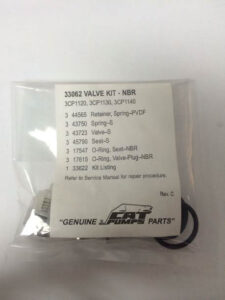 33062 VALVE KIT - NBR
3CP1120, 3CP1130, 3CP1140
3 44565 Retainer, Spring-PVDF
3 43750 Spring-S
3 43723 Valve-S
3 45790 Seat-S
3 17547 O-Ring, Seat-NBR
3 17615 O-Ring, Valve-Plug-NBR
1 33622 Kit Listing
Refer to Service Manual for repair procedure.
Rev. C
"GENUINE CAT PUMPS PARTS"